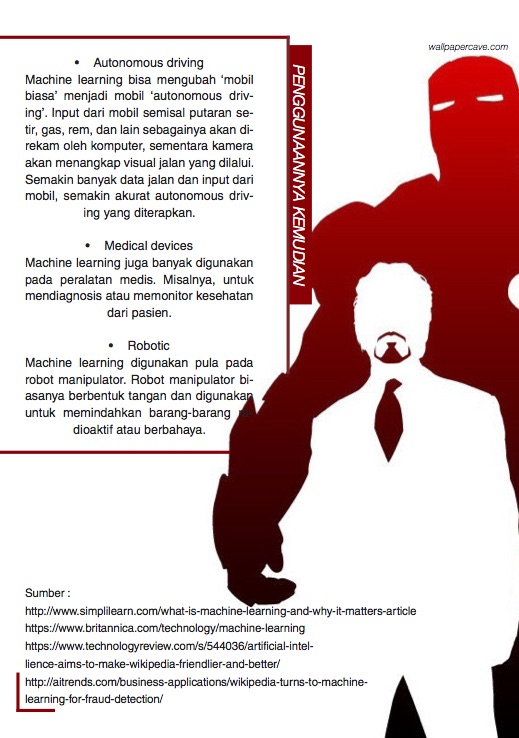 wallpapercave.com
PENGGUNAANNYA KEMUDIAN
• Autonomous driving
Machine learning bisa mengubah ‘mobil
biasa’ menjadi mobil ‘autonomous driv-
ing’. Input dari mobil semisal putaran se-
tir, gas, rem, dan lain sebagainya akan di-
rekam oleh komputer, sementara kamera
akan menangkap visual jalan yang dilalui.
Semakin banyak data jalan dan input dari
mobil, semakin akurat autonomous driv-
ing yang diterapkan.
• Medical devices
Machine learning juga banyak digunakan
pada peralatan medis. Misalnya, untuk
mendiagnosis atau memonitor kesehatan
dari pasien.
• Robotic
Machine learning digunakan pula pada
robot manipulator. Robot manipulator bi-
asanya berbentuk tangan dan digunakan
untuk memindahkan barang-barang
dioaktif atau berbahaya.
Sumber :
http://www.simplilearn.com/what-is-machine-learning-and-why-it-matters-article
https://www.britannica.com/technology/machine-learning
https://www.technologyreview.com/s/544036/artificial-intel-
lience-aims-to-make-wikipedia-friendlier-and-better/
http://aitrends.com/business-applications/wikipedia-turns-to-machine-
learning-for-fraud-detection/